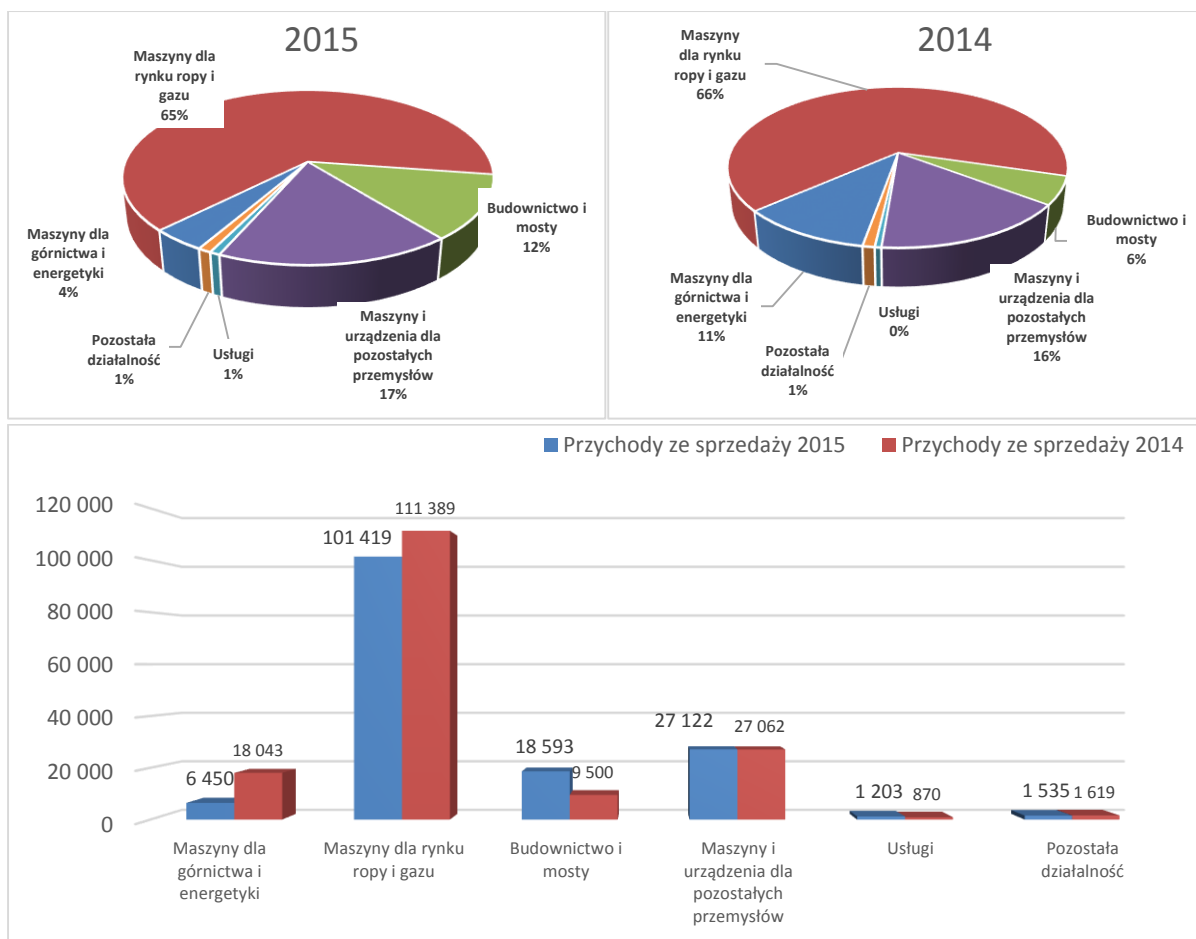 2015
Maszyny dla
rynku ropy i
gazu
65%
Budownictwo i
mosty
12%
Maszyny dla
górnictwa i
energetyki
4%
Pozostała
działalność
1%
Usługi
1%
Maszyny i
urządzenia dla
pozostałych
przemysłów
17%
2014
Maszyny
dla rynku
ropy i gazu
66%
Budownictwo i
mosty
6%
Maszyny dla
górnictwa i
energetyki
11%
Pozostała
działalność
1%
Usługi
0%
Maszyny i
urządzenia dla
pozostałych
przemysłów
16%
Przychody ze sprzedaży 2015
Przychody ze sprzedaży 2014
120 000
100 000
80 000
60 000
40 000
20 000
0
6 450
18 043
101 419
111 389
18 593
9 500
27 122
27 062
1 203
870
1 535
1 619
Maszyny dla
górnictwa i
energetyki
Maszyny dla rynku
ropy i gazu
Budownictwo i
mosty
Maszyny i
urządzenia dla
pozostałych
przemysłów
Usługi
Pozostała
działalność